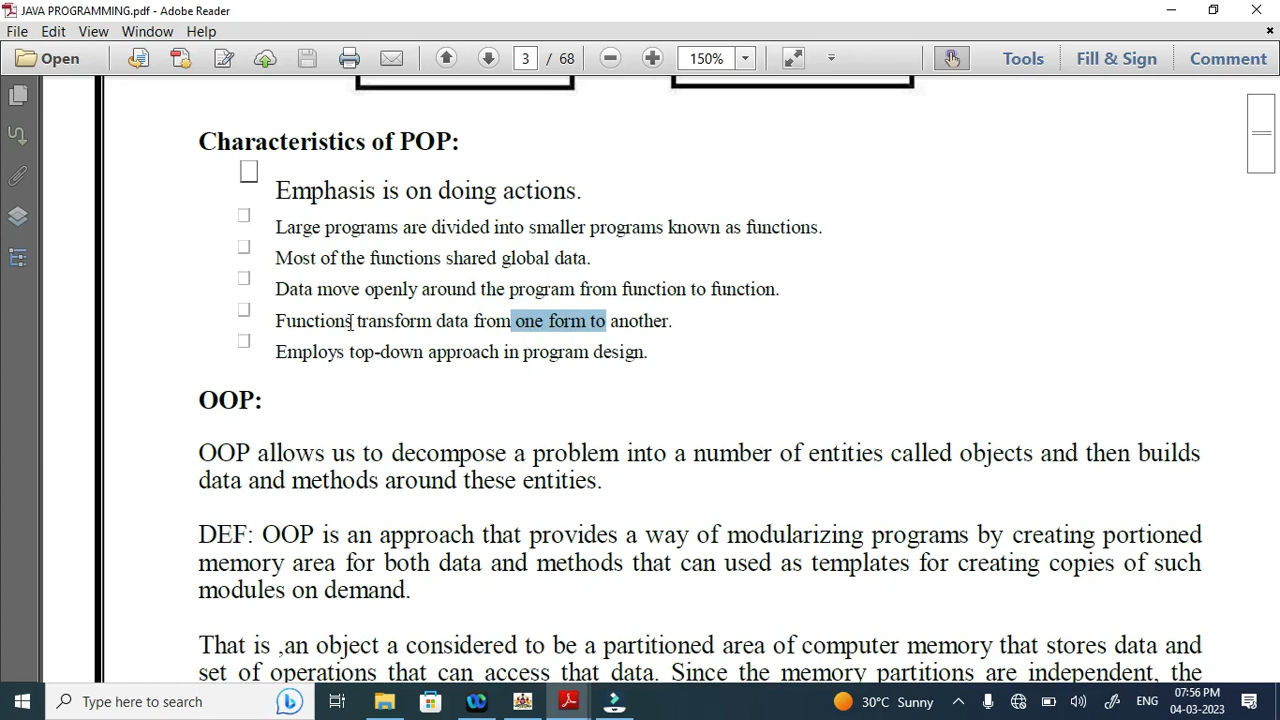 JAVA PROGRAMMING.pdf - Adobe Reader
File Edit View Window Help
Open 3 / 68 150% Tools Fill & Sign Comment
Characteristics of POP:
Emphasis is on doing actions.
Large programs are divided into smaller programs known as functions.
Most of the functions shared global data.
Data move openly around the program from function to function.
Functions transform data from one form to another.
Employs top-down approach in program design.
OOP:
OOP allows us to decompose a problem into a number of entities called objects and then builds
data and methods around these entities.
DEF: OOP is an approach that provides a way of modularizing programs by creating portioned
memory area for both data and methods that can used as templates for creating copies of such
modules on demand.
That is ,an object a considered to be a partitioned area of computer memory that stores data and
set of operations that can access that data. Since the memory partitions are independent, the
Type here to search
30°C Sunny
ENG
07:56 PM
04-03-2023